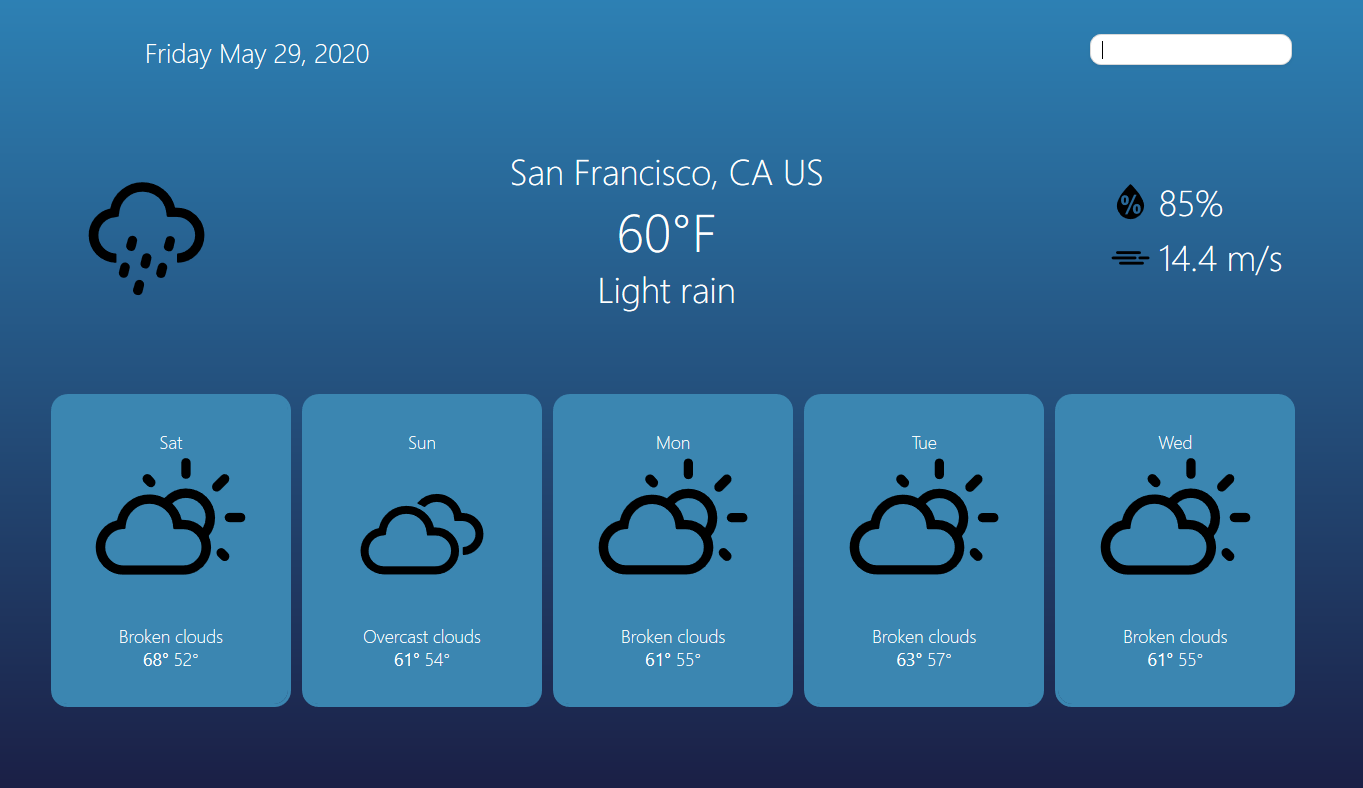 Friday May 29, 2020
San Francisco, CA US
60°F
Light rain
85%
14.4 m/s
Sat
Broken clouds
68° 52°
Sun
Overcast clouds
61° 54°
Mon
Broken clouds
61° 55°
Tue
Broken clouds
63° 57°
Wed
Broken clouds
61° 55°